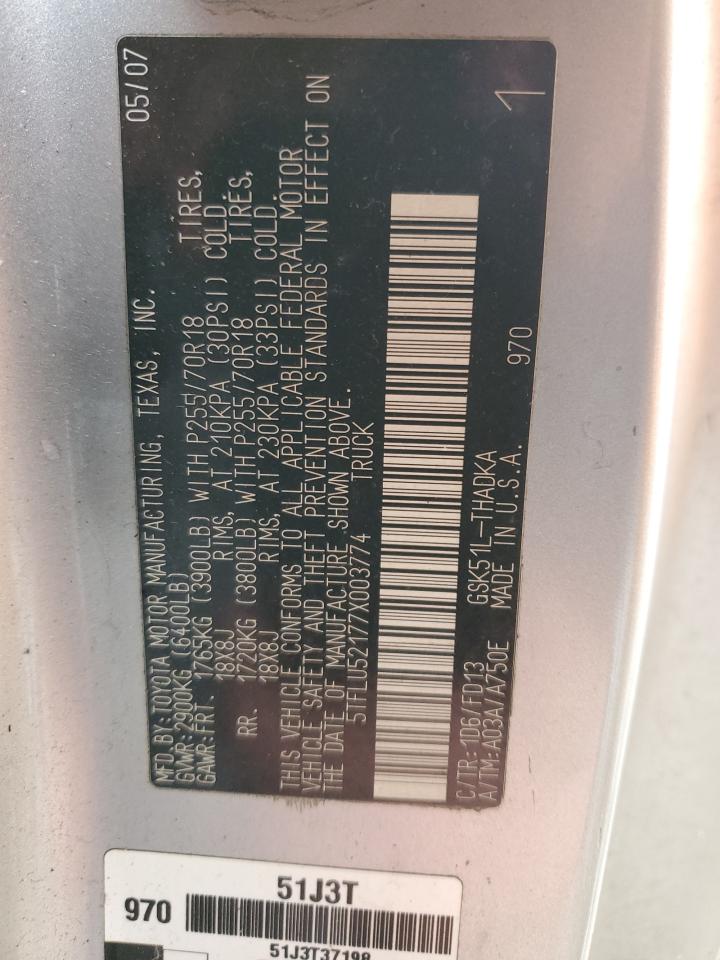 MFD.BY:TOYOTA MOTOR MANUFACTURING, TEXAS, INC. 05/07
GVWR:2900KG (6400LB)
GAWR:FRT. 1765KG (3900LB) WITH P255/70R18 TIRES,
18X8J RIMS, AT 210KPA (30PSI) COLD
RR. 1720KG (3800LB) WITH P255/70R18 TIRES,
18X8J RIMS, AT 230KPA (33PSI) COLD.
THIS VEHICLE CONFORMS TO ALL APPLICABLE FEDERAL MOTOR
VEHICLE SAFETY AND THEFT PREVENTION STANDARDS IN EFFECT ON
THE DATE OF MANUFACTURE SHOWN ABOVE.
5TFLU52177X003774 TRUCK
C/TR:1D6/FD13 GSK51L-THADKA 970
A/TM:A03A/A750E MADE IN U.S.A. 1
51J3T
970
51J3T37198